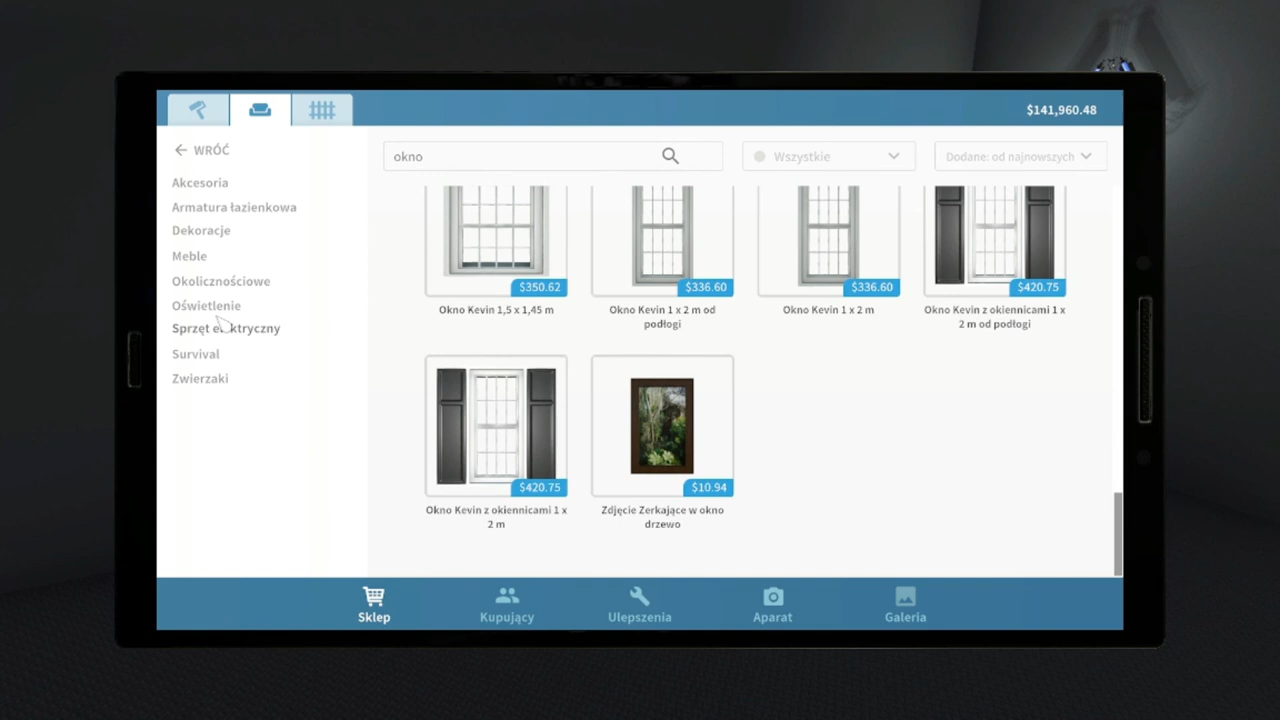 $141,960.48
WRÓĆ
Akcesoria
Armatura łazienkowa
Dekoracje
Meble
Okolicznościowe
Oświetlenie
Sprzęt elektryczny
Survival
Zwierzaki
okno
Wszystkie
Dodane: od najnowszych
$350.62
Okno Kevin 1,5 x 1,45 m
$336.60
Okno Kevin 1 x 2 m od
podłogi
$336.60
Okno Kevin 1 x 2 m
$420.75
Okno Kevin z okiennicami 1 x
2 m od podłogi
$420.75
Okno Kevin z okiennicami 1 x
2 m
$10.94
Zdjęcie Zerkające w okno
drzewo
Sklep
Kupujący
Ulepszenia
Aparat
Galeria